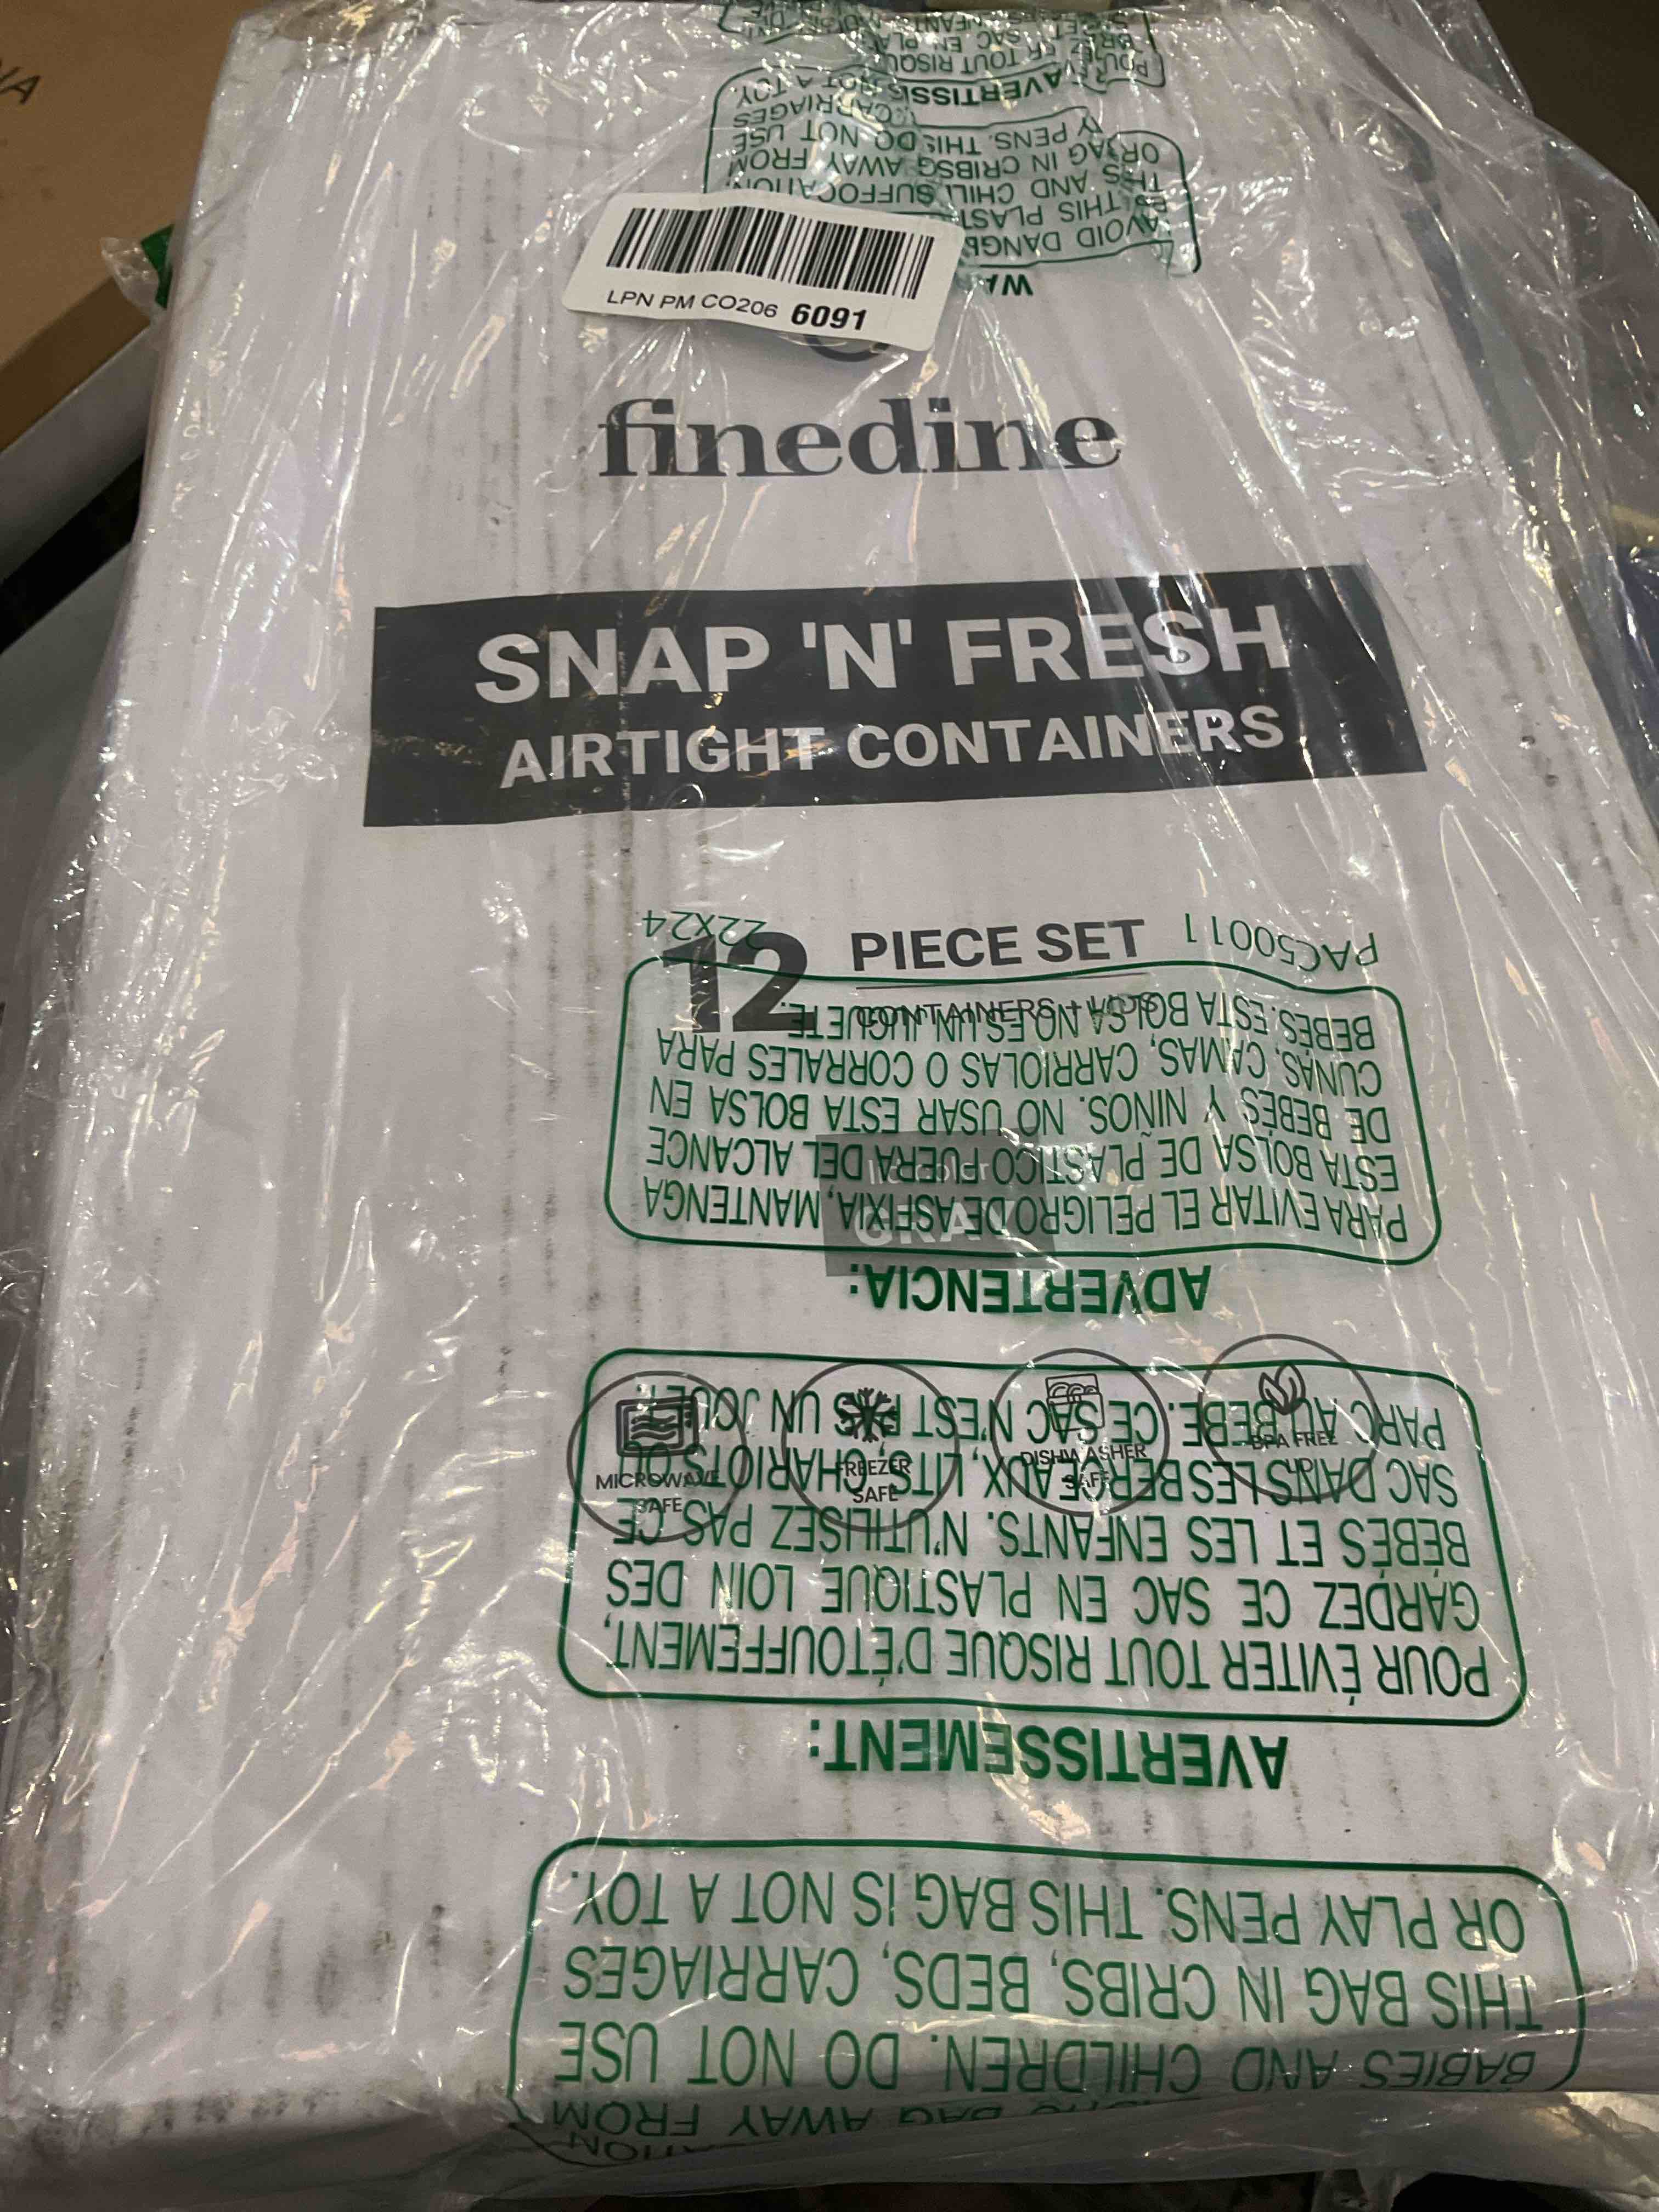 LPN PM CO206 6091
finedine
SNAP 'N' FRESH
AIRTIGHT CONTAINERS
12 PIECE SET
CONTAINERS + LIDS
GRAY
MICROWAVE
SAFE
FREEZER
SAFE
DISHWASHER
SAFE
BPA FREE
BABIES AND CHILDREN. DO NOT USE
THIS BAG IN CRIBS, BEDS, CARRIAGES
OR PLAY PENS. THIS BAG IS NOT A TOY.
AVERTISSEMENT:
POUR ÉVITER TOUT RISQUE D'ÉTOUFFEMENT,
GARDEZ CE SAC EN PLASTIQUE LOIN DES
BÉBÉS ET LES ENFANTS. N'UTILISEZ PAS CE
SAC DANS LES BERCEAUX, LITS, CHARIOTS OU
PARC AU BEBE. CE SAC N'EST PAS UN JOUET.
ADVERTENCIA:
PARA EVITAR EL PELIGRO DE ASFIXIA, MANTENGA
ESTA BOLSA DE PLASTICO FUERA DEL ALCANCE
DE BEBÉS Y NIÑOS. NO USAR ESTA BOLSA EN
CUNAS, CAMAS, CARRIOLAS O CORRALES PARA
BEBES. ESTA BOLSA NO ES UN JUGUETE.
PAC50011 22X24